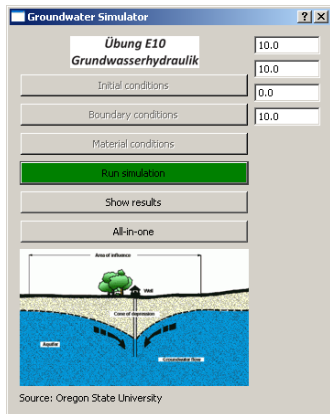 Groundwater Simulator
Übung E10
Grundwasserhydraulik
10.0
10.0
0.0
10.0
Initial conditions
Boundary conditions
Material conditions
Run simulation
Show results
All-in-one
Area of influence
Well
Cone of depression
Aquifer
Groundwater flow
Source: Oregon State University